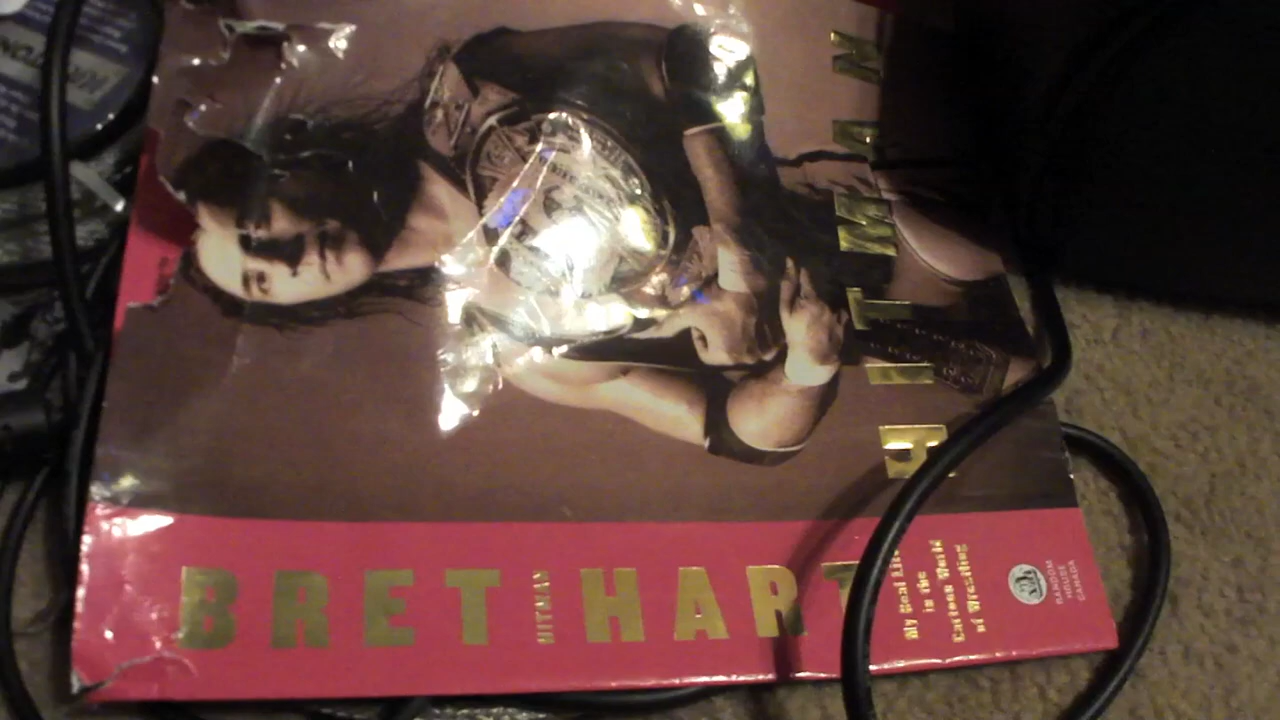 HITMAN
BRET
HITMAN
HART
My Real Life
in the
Cartoon World
of Wrestling
RANDOM
HOUSE
CANADA